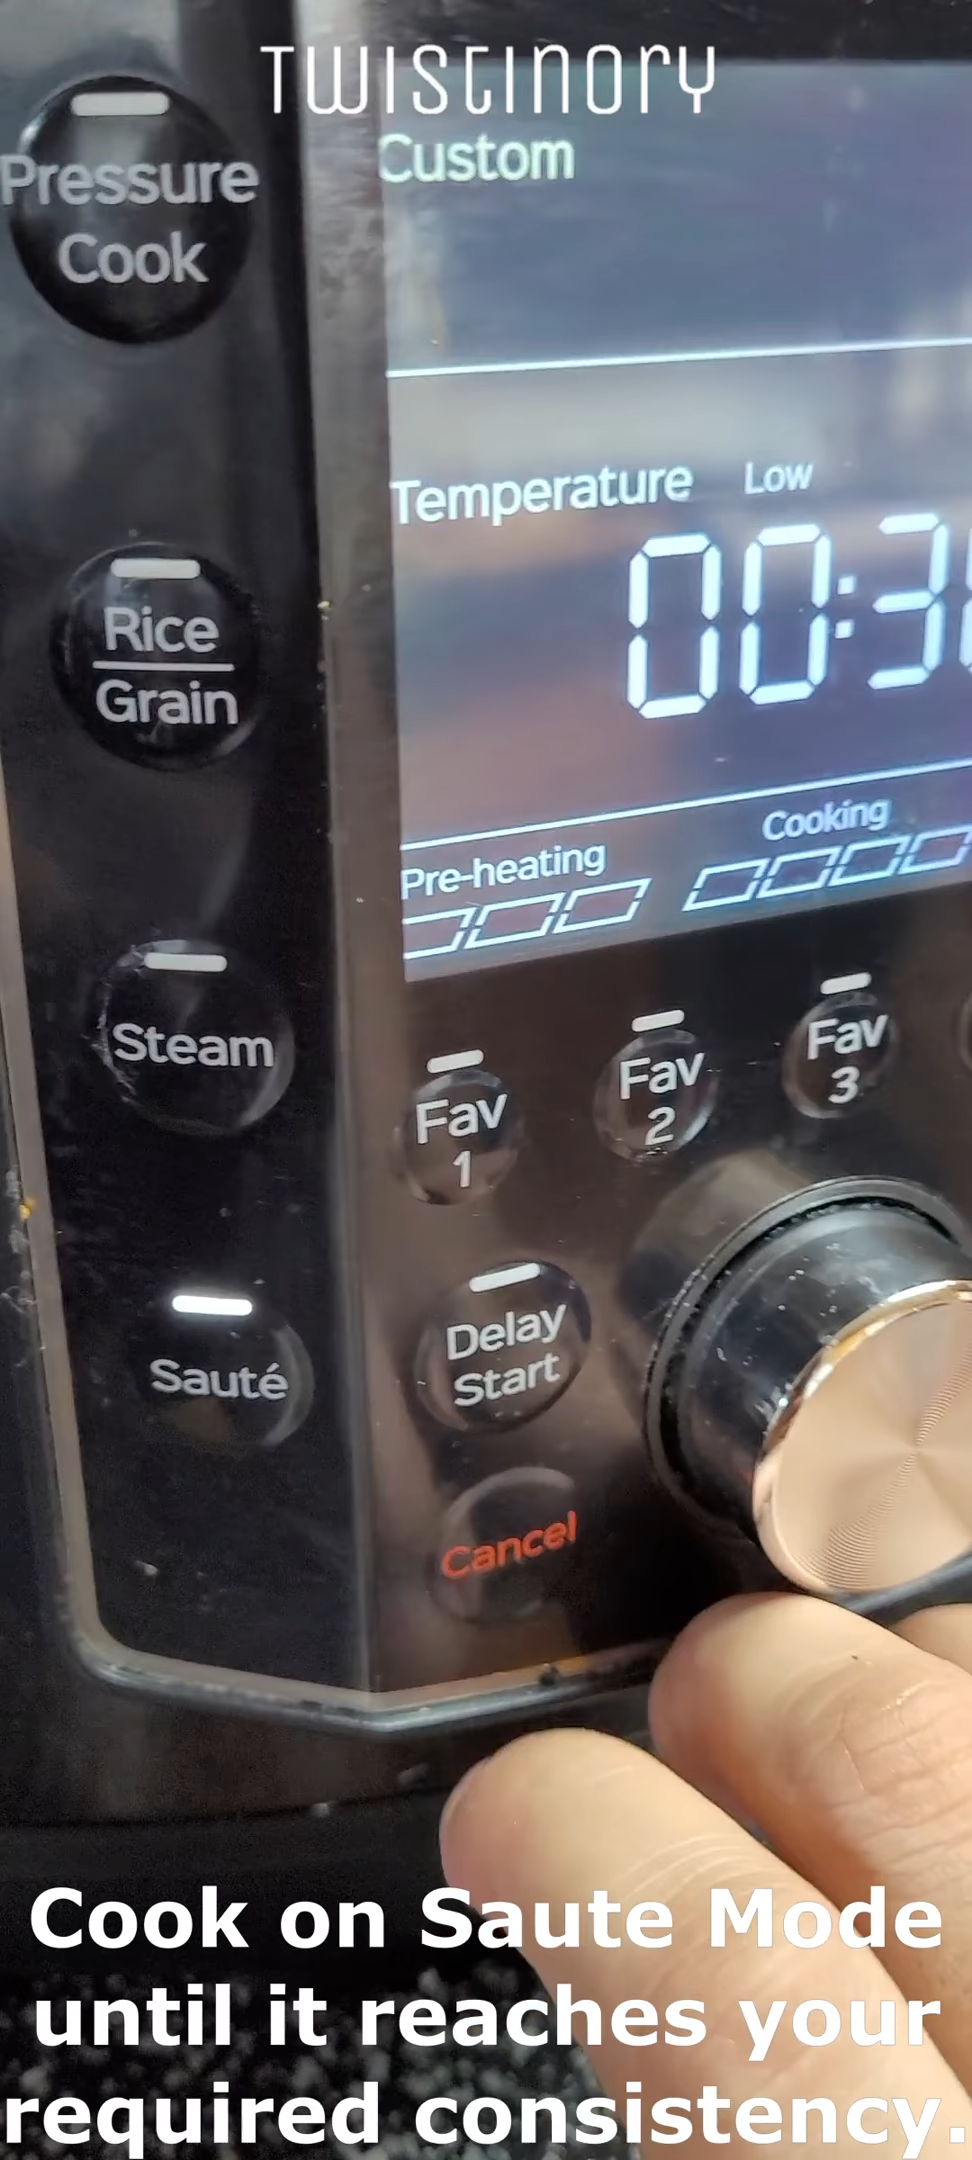 Twistinory
Pressure
Cook
Custom
Temperature Low
00:3
Rice
Grain
Pre-heating
Cooking
Steam
Fav
1
Fav
2
Fav
3
Sauté
Delay
Start
Cancel
Cook on Saute Mode
until it reaches your
required consistency.